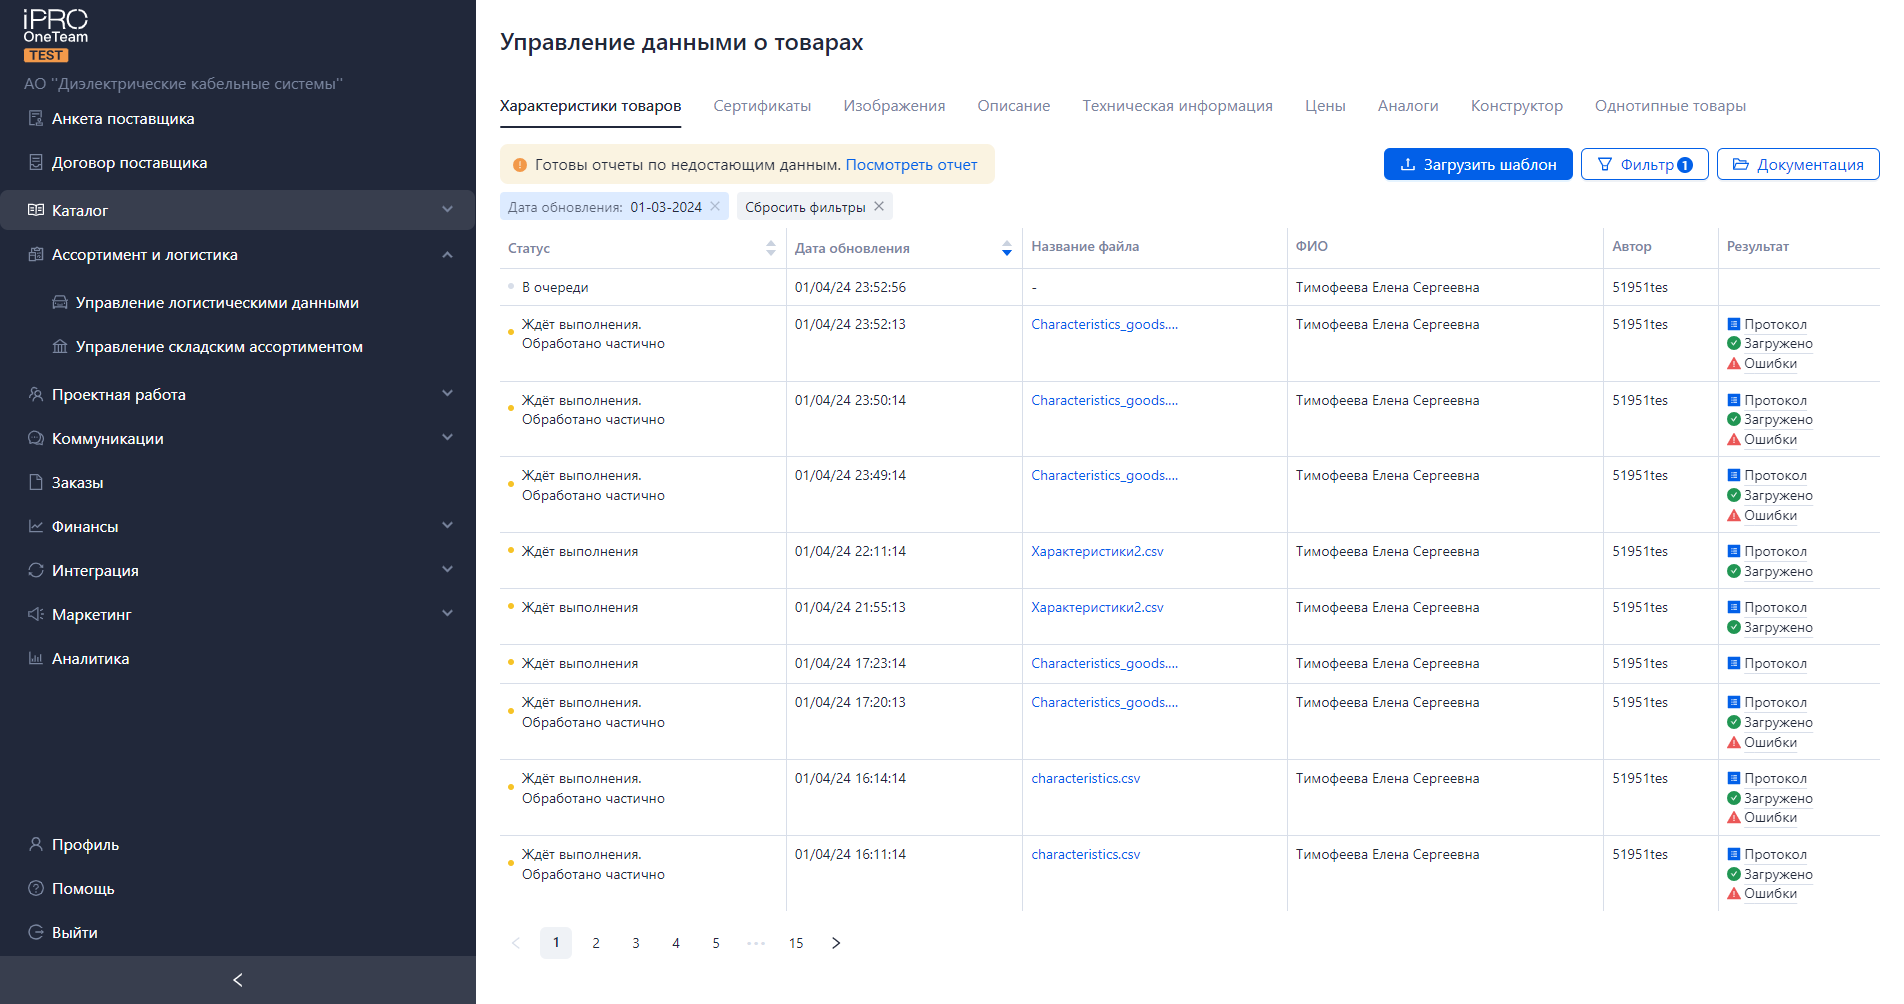 iPRO
OneTeam
TEST
АО "Диэлектрические кабельные системы"
Анкета поставщика
Договор поставщика
Каталог
Ассортимент и логистика
Управление логистическими данными
Управление складским ассортиментом
Проектная работа
Коммуникации
Заказы
Финансы
Интеграция
Маркетинг
Аналитика
Профиль
Помощь
Выйти
Управление данными о товарах
Характеристики товаров Сертификаты Изображения Описание Техническая информация Цены Аналоги Конструктор Однотипные товары
Готовы отчеты по недостающим данным. Посмотреть отчет
Загрузить шаблон Фильтр 1 Документация
Дата обновления: 01-03-2024 Сбросить фильтры
Статус Дата обновления Название файла ФИО Автор Результат
В очереди 01/04/24 23:52:56 - Тимофеева Елена Сергеевна 51951tes
Ждёт выполнения. 01/04/24 23:52:13 Characteristics_goods.... Тимофеева Елена Сергеевна 51951tes Протокол
Обработано частично Загружено
Ошибки
Ждёт выполнения. 01/04/24 23:50:14 Characteristics_goods.... Тимофеева Елена Сергеевна 51951tes Протокол
Обработано частично Загружено
Ошибки
Ждёт выполнения. 01/04/24 23:49:14 Characteristics_goods.... Тимофеева Елена Сергеевна 51951tes Протокол
Обработано частично Загружено
Ошибки
Ждёт выполнения 01/04/24 22:11:14 Характеристики2.csv Тимофеева Елена Сергеевна 51951tes Протокол
Загружено
Ждёт выполнения 01/04/24 21:55:13 Характеристики2.csv Тимофеева Елена Сергеевна 51951tes Протокол
Загружено
Ждёт выполнения 01/04/24 17:23:14 Characteristics_goods.... Тимофеева Елена Сергеевна 51951tes Протокол
Ждёт выполнения. 01/04/24 17:20:13 Characteristics_goods.... Тимофеева Елена Сергеевна 51951tes Протокол
Обработано частично Загружено
Ошибки
Ждёт выполнения. 01/04/24 16:14:14 characteristics.csv Тимофеева Елена Сергеевна 51951tes Протокол
Обработано частично Загружено
Ошибки
Ждёт выполнения. 01/04/24 16:11:14 characteristics.csv Тимофеева Елена Сергеевна 51951tes Протокол
Обработано частично Загружено
Ошибки
1 2 3 4 5 ••• 15